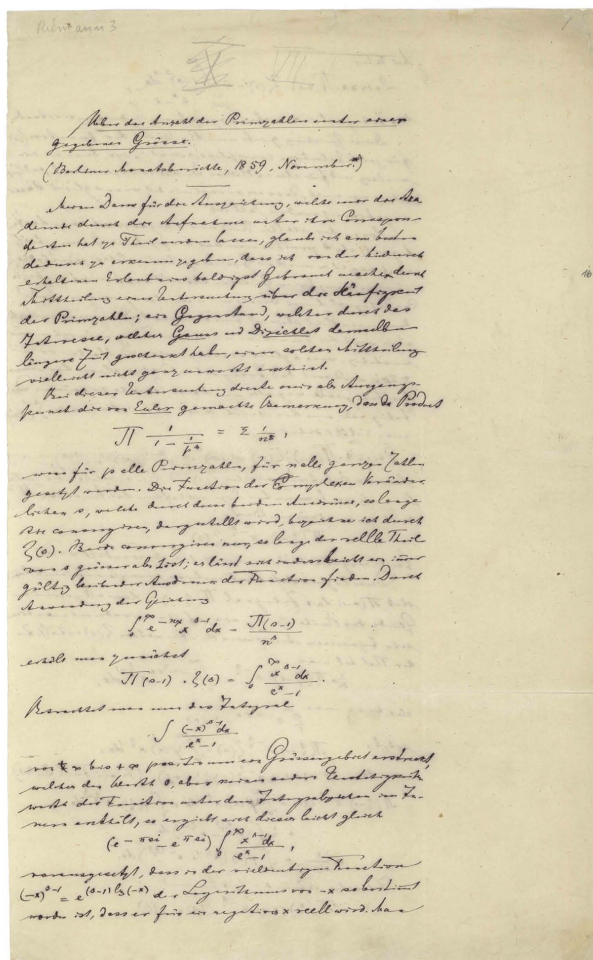 Riemann 3
1
VII
Ueber die Anzahl der Primzahlen unter einer
gegebenen Grösse.
(Berliner Monatsberichte, 1859, November.*)
Meinen Dank für die Auszeichnung, welche mir die Aka-
demie durch die Aufnahme unter ihre Correspon-
denten hat zu Theil werden lassen, glaube ich am besten
dadurch zu erkennen zu geben, dass ich von der hierdurch
erhaltenen Erlaubniss baldigst Gebrauch mache durch
Mittheilung einer Untersuchung über die Häufigkeit
der Primzahlen; ein Gegenstand, welcher durch das
Interesse, welches Gauss und Dirichlet demselben
längere Zeit geschenkt haben, einer solchen Mittheilung
vielleicht nicht ganz unwerth erscheint.
Bei dieser Untersuchung diente mir als Ausgangs-
punct die von Euler gemachte Bemerkung, dass das Product
∏ 1/(1 − 1/p^s) = Σ 1/n^s,
wenn für p alle Primzahlen, für n alle ganzen Zahlen
gesetzt werden. Die Function der complexen Veränder-
lichen s, welche durch diese beiden Ausdrücke, so lange
sie convergiren, dargestellt wird, bezeichne ich durch
ζ(s). Beide convergiren nur, so lange der reelle Theil
von s grösser als 1 ist; es lässt sich indess leicht ein immer
gültig bleibender Ausdruck der Function finden. Durch
Anwendung der Gleichung
∫_0^∞ e^{−nx} x^{s−1} dx = ∏(s−1)/n^s
erhält man zunächst
∏(s−1) . ζ(s) = ∫_0^∞ x^{s−1} dx/(e^x − 1).
Betrachtet man nun das Integral
∫ (−x)^{s−1} dx/(e^x − 1)
von + ∞ bis + ∞ positiv um ein Grössengebiet erstreckt,
welches den Werth 0, aber keinen andern Unstetigkeits-
werth der Function unter dem Integralzeichen im In-
nern enthält, so ergiebt sich dieses leicht gleich
(e^{−πsi} − e^{πsi}) ∫_0^∞ x^{s−1} dx/(e^x − 1),
vorausgesetzt, dass in der vieldeutigen Function
(−x)^{s−1} = e^{(s−1) lg(−x)} der Logarithmus von −x so bestimmt
worden ist, dass er für ein negatives x reell wird. Man